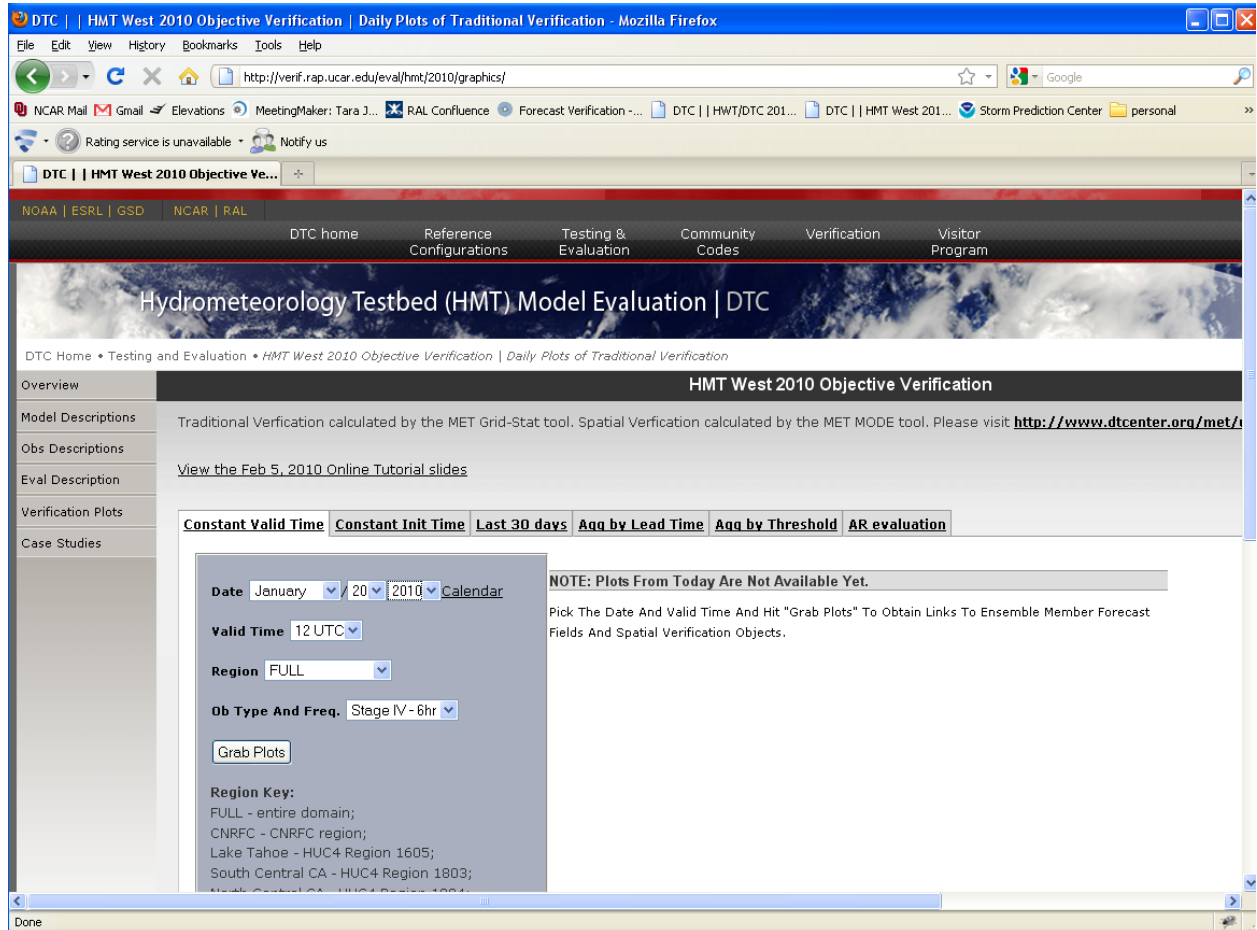 DTC | | HMT West 2010 Objective Verification | Daily Plots of Traditional Verification - Mozilla Firefox
File Edit View History Bookmarks Tools Help
http://verif.rap.ucar.edu/eval/hmt/2010/graphics/
Google
NCAR Mail Gmail Elevations MeetingMaker: Tara J... RAL Confluence Forecast Verification -... DTC | | HWT/DTC 201... DTC | | HMT West 201... Storm Prediction Center personal »
Rating service is unavailable Notify us
DTC | | HMT West 2010 Objective Ve...
NOAA | ESRL | GSD NCAR | RAL
DTC home Reference Configurations Testing & Evaluation Community Codes Verification Visitor Program
Hydrometeorology Testbed (HMT) Model Evaluation | DTC
DTC Home • Testing and Evaluation • HMT West 2010 Objective Verification | Daily Plots of Traditional Verification
Overview
Model Descriptions
Obs Descriptions
Eval Description
Verification Plots
Case Studies
HMT West 2010 Objective Verification
Traditional Verfication calculated by the MET Grid-Stat tool. Spatial Verfication calculated by the MET MODE tool. Please visit http://www.dtcenter.org/met/
View the Feb 5, 2010 Online Tutorial slides
Constant Valid Time Constant Init Time Last 30 days Agg by Lead Time Agg by Threshold AR evaluation
Date January / 20 2010 Calendar
Valid Time 12 UTC
Region FULL
Ob Type And Freq. Stage IV - 6hr
Grab Plots
Region Key:
FULL - entire domain;
CNRFC - CNRFC region;
Lake Tahoe - HUC4 Region 1605;
South Central CA - HUC4 Region 1803;
NOTE: Plots From Today Are Not Available Yet.
Pick The Date And Valid Time And Hit "Grab Plots" To Obtain Links To Ensemble Member Forecast
Fields And Spatial Verification Objects.
Done